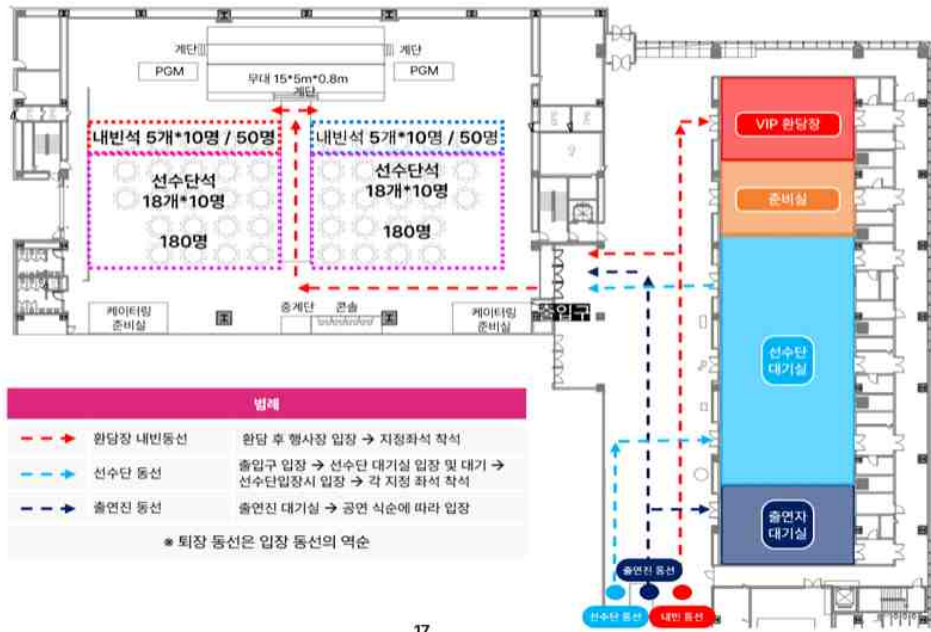 계단
계단
PGM
무대 15*5m*0.8m
PGM
계단
내빈석 5개*10명 / 50명
내빈석 5개*10명 / 50명
선수단석
18개*10명
180명
선수단석
18개*10명
180명
케이터링
준비실
중계단
콘솔
케이터링
준비실
출입구
VIP 환담장
준비실
선수단
대기실
출연자
대기실
범례
환담장 내빈동선
환담 후 행사장 입장 → 지정좌석 착석
선수단 동선
출입구 입장 → 선수단 대기실 입장 및 대기 →
선수단입장시 입장 → 각 지정 좌석 착석
출연진 동선
출연진 대기실 → 공연 식순에 따라 입장
※ 퇴장 동선은 입장 동선의 역순
출연진 동선
선수단 동선
내빈 동선
17